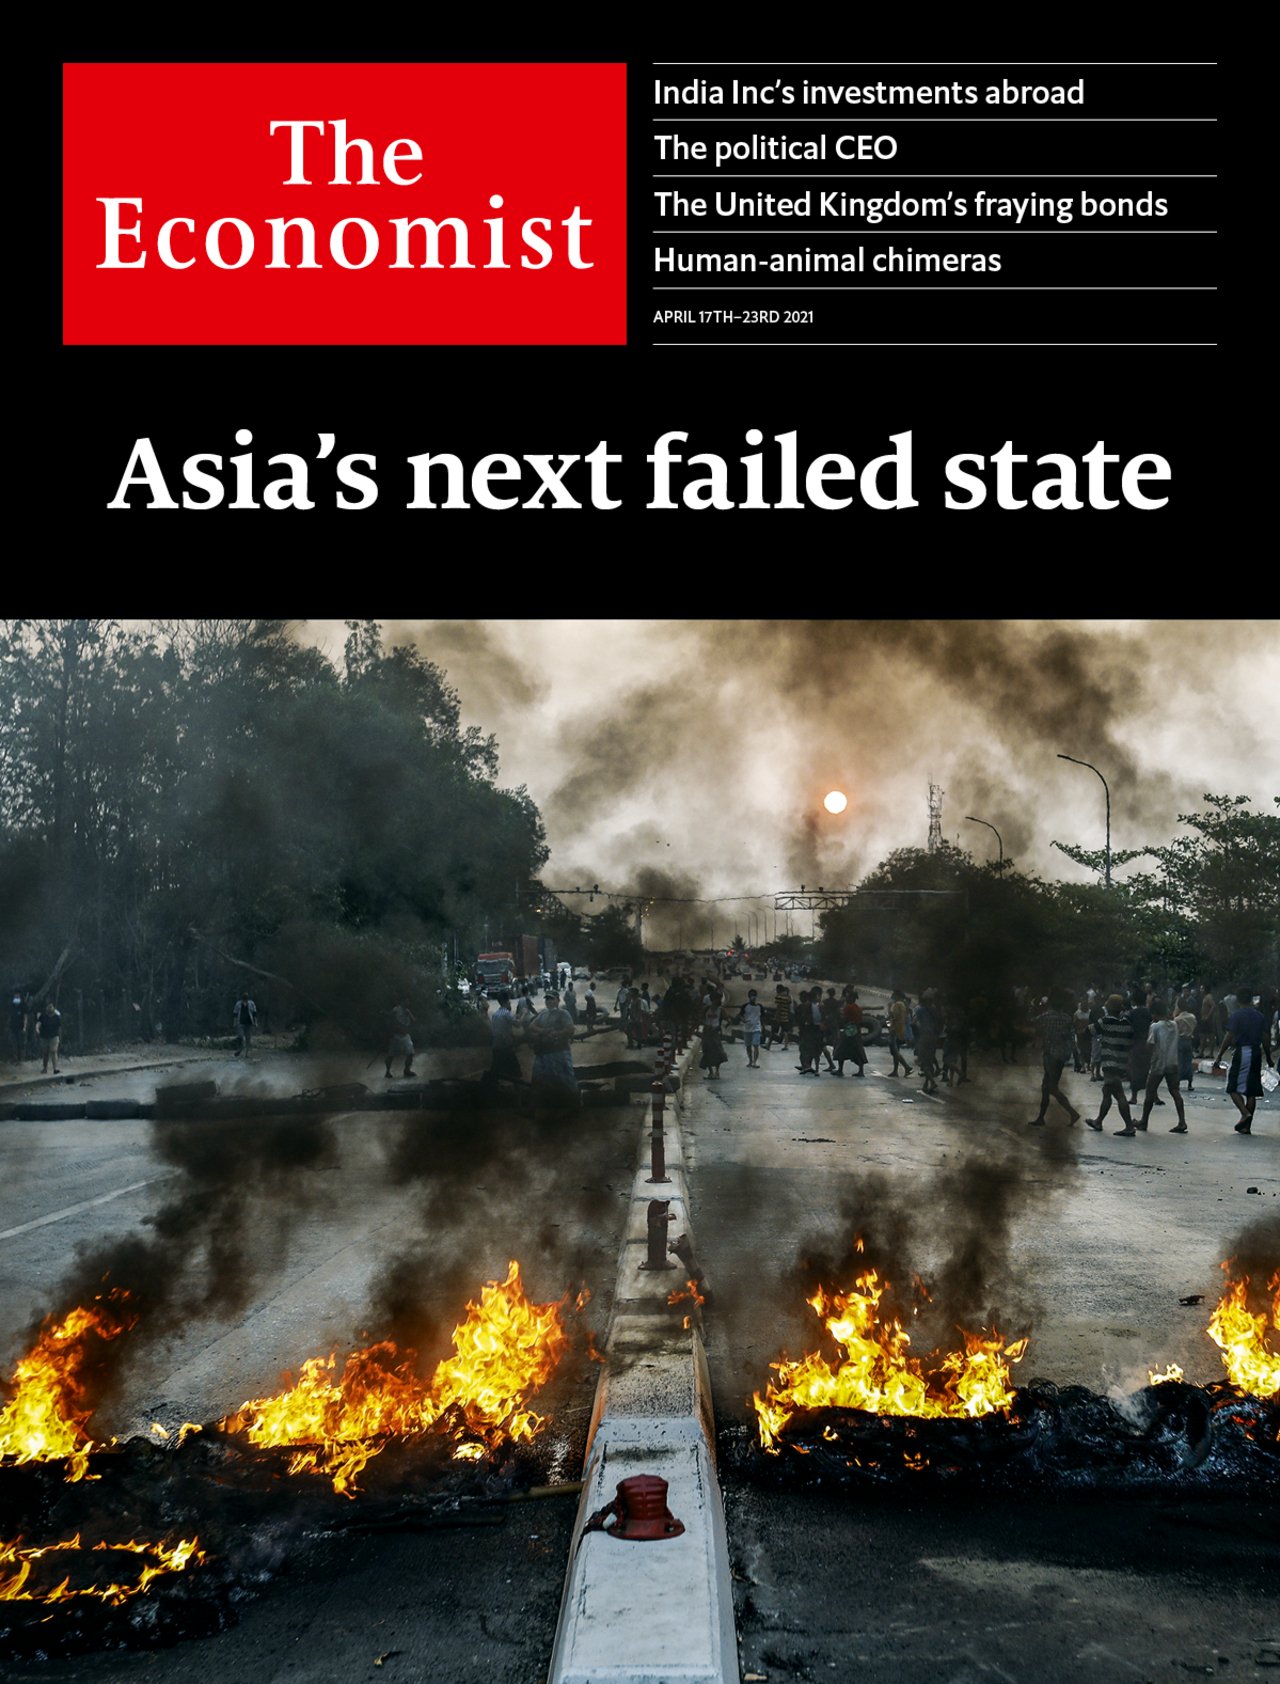 The
Economist
India Inc’s investments abroad
The political CEO
The United Kingdom’s fraying bonds
Human-animal chimeras
APRIL 17TH–23RD 2021
Asia’s next failed state